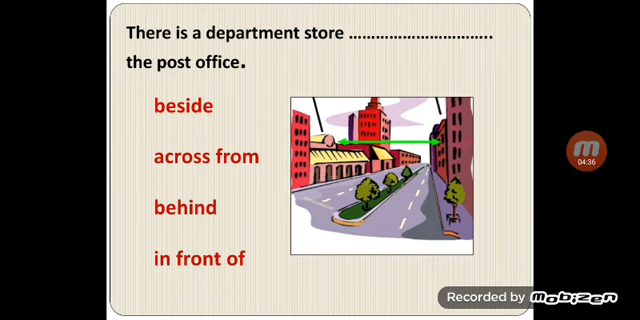 There is a department store ……………………………..
the post office.
beside
across from
behind
in front of
04:36
Recorded by mobizen